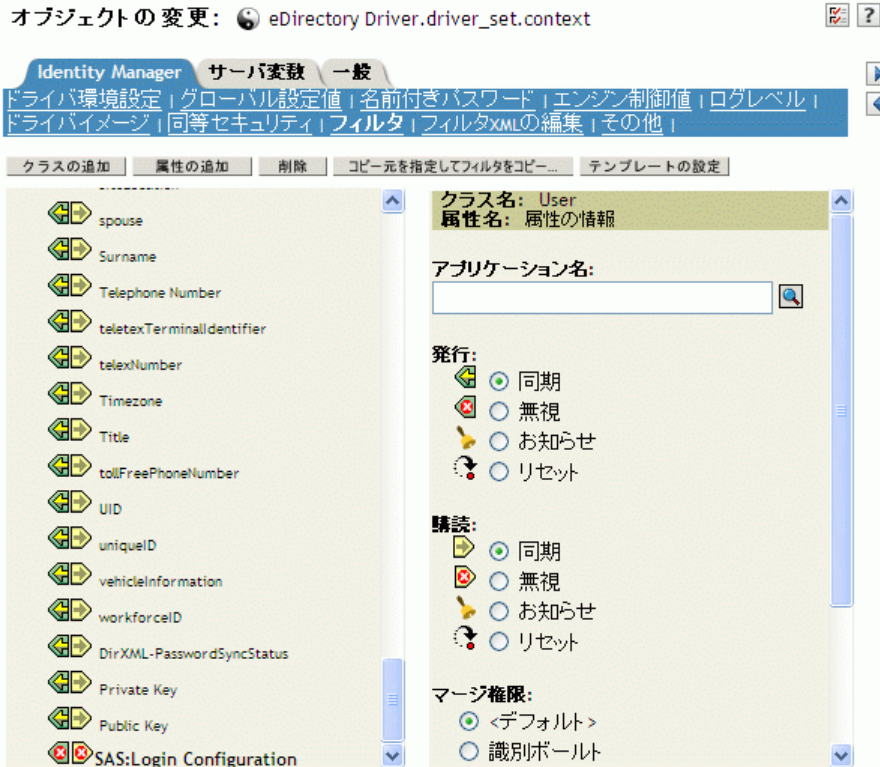 オブジェクトの変更: eDirectory Driver.driver_set.context
?
Identity Manager サーバ変数 一般
ドライバ環境設定 | グローバル設定値 | 名前付きパスワード | エンジン制御値 | ログレベル |
ドライバイメージ | 同等セキュリティ | フィルタ | フィルタXMLの編集 | その他 |
クラスの追加 属性の追加 削除 コピー元を指定してフィルタをコピー... テンプレートの設定
spouse
Surname
Telephone Number
teletexTerminalIdentifier
telexNumber
Timezone
Title
tollFreePhoneNumber
UID
uniqueID
vehicleInformation
workforceID
DirXML-PasswordSyncStatus
Private Key
Public Key
SAS:Login Configuration
クラス名: User
属性名: 属性の情報
アプリケーション名:
発行:
同期
無視
お知らせ
リセット
購読:
同期
無視
お知らせ
リセット
マージ権限:
<デフォルト>
識別ボールト